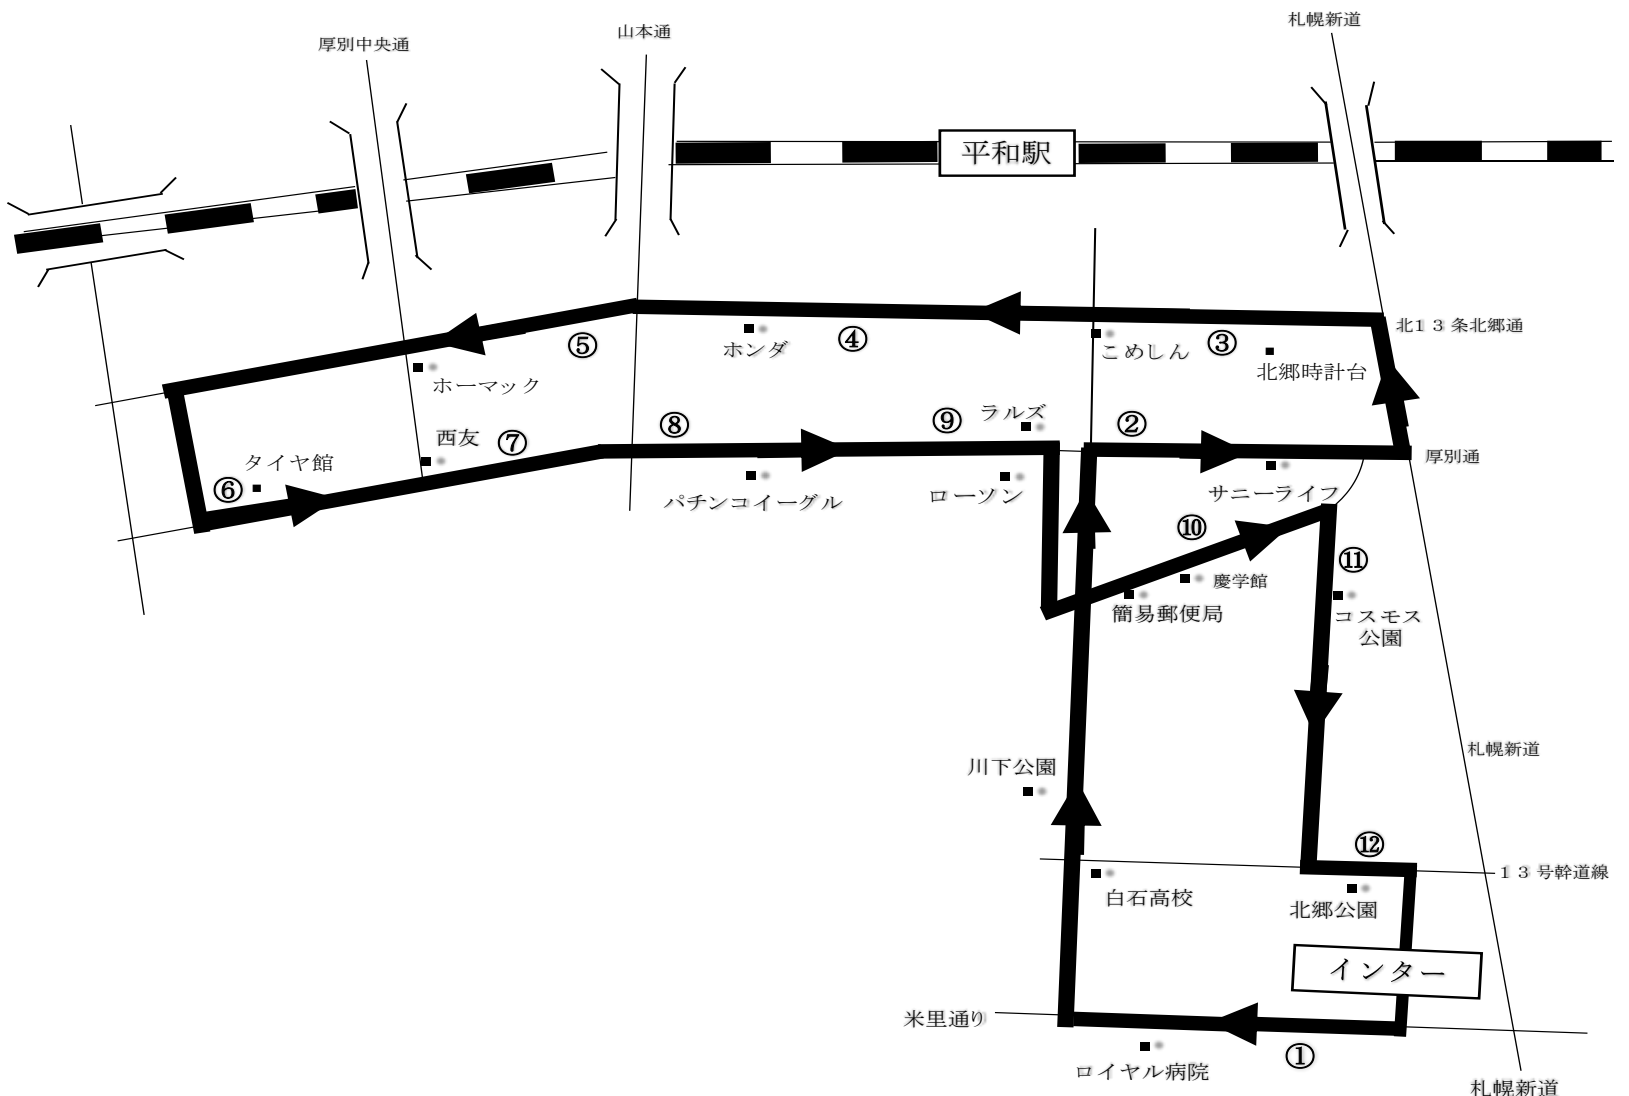 札幌新道
山本通
厚別中央通
平和駅
北１３条北郷通
⑤
ホンダ
④
こめしん
③
北郷時計台
ホーマック
西友
⑦
⑧
⑨
ラルズ
②
厚別通
タイヤ館
⑥
パチンコイーグル
ローソン
サニーライフ
⑩
⑪
慶学館
簡易郵便局
コスモス
公園
札幌新道
川下公園
⑫
１３号幹道線
白石高校
北郷公園
インター
米里通り
ロイヤル病院
①
札幌新道